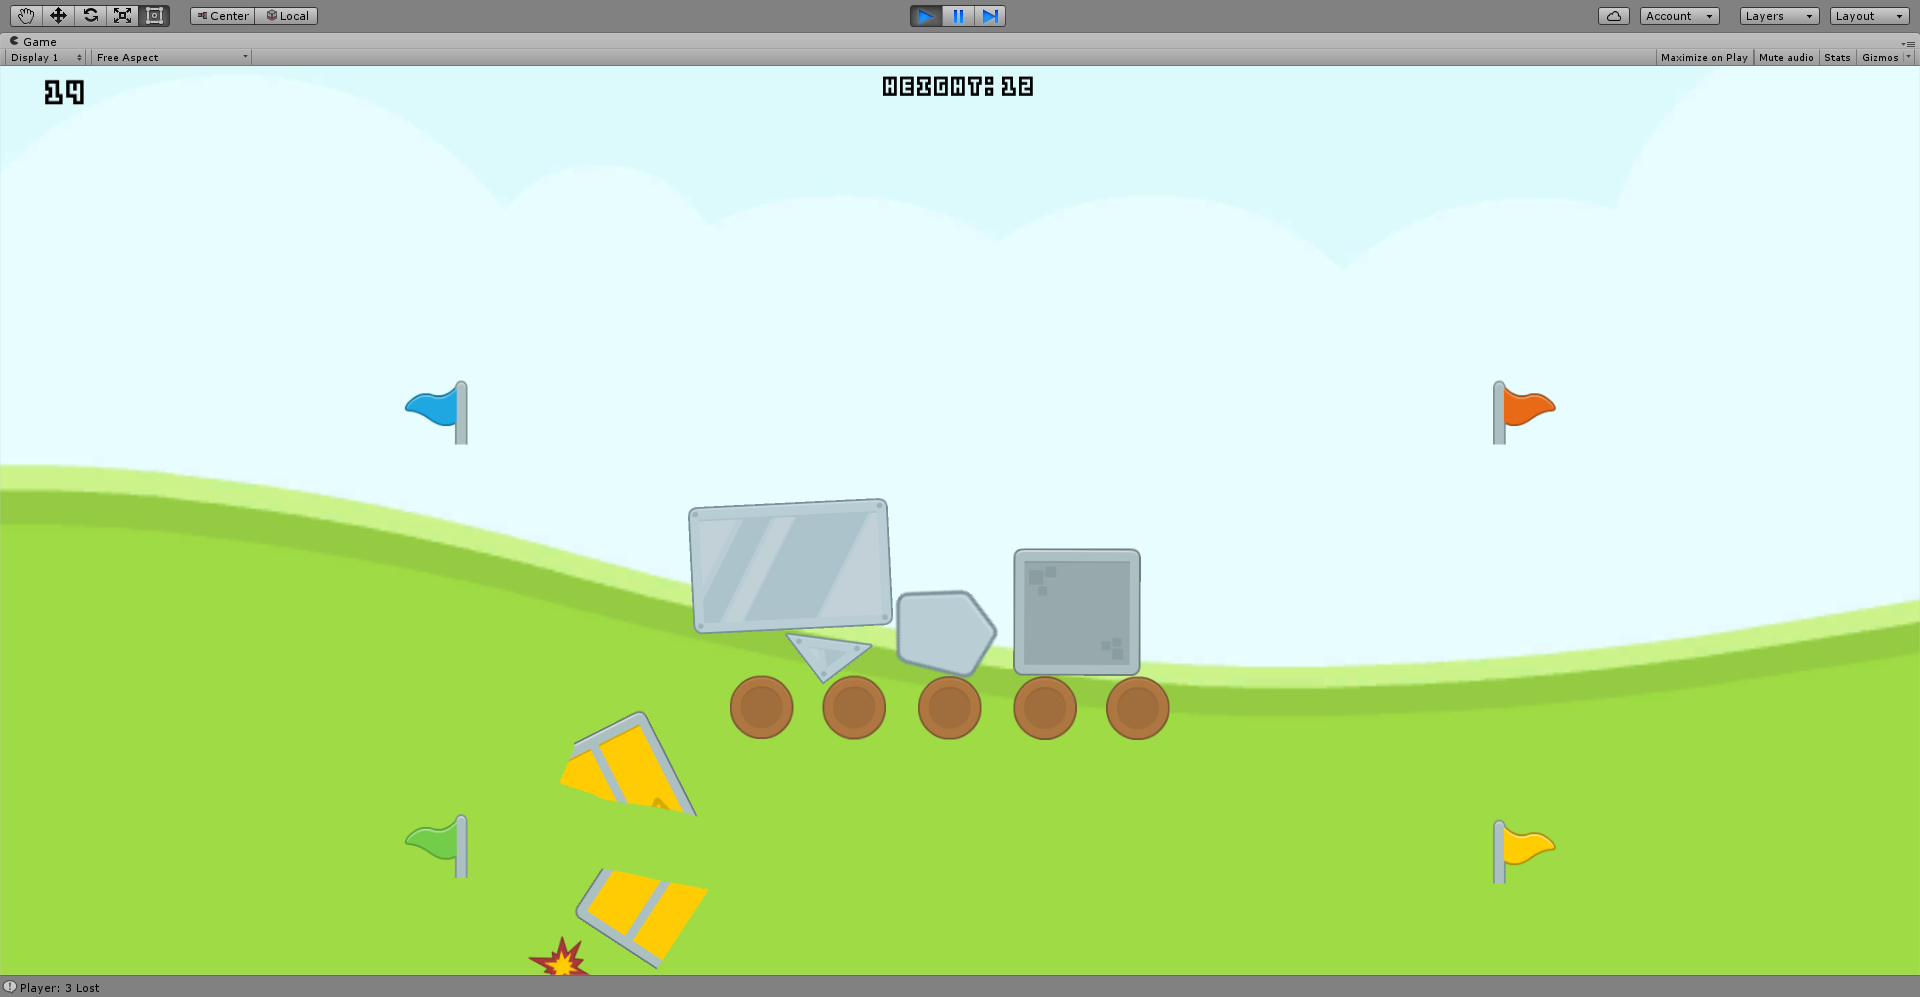 Center Local Account Layers Layout
Game
Display 1 Free Aspect Maximize on Play Mute audio Stats Gizmos
14 HEIGHT: 12
Player: 3 Lost